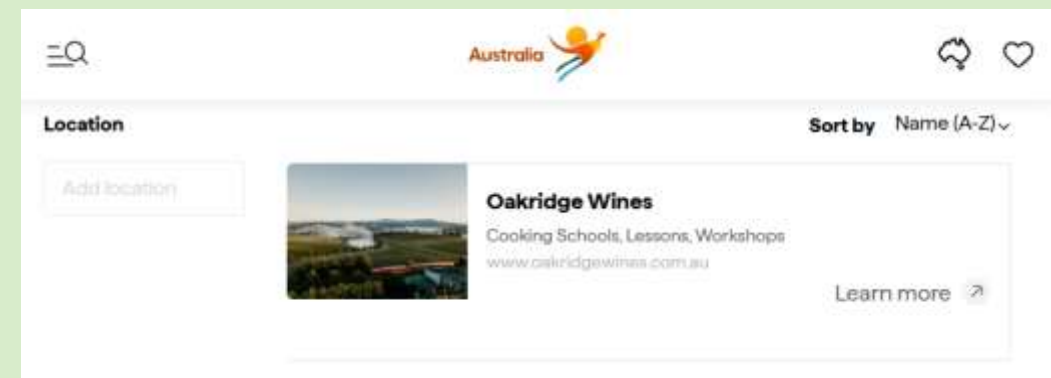 Australia
Location
Sort by Name (A-Z)
Add location
Oakridge Wines
Cooking Schools, Lessons, Workshops
www.oakridgewines.com.au
Learn more